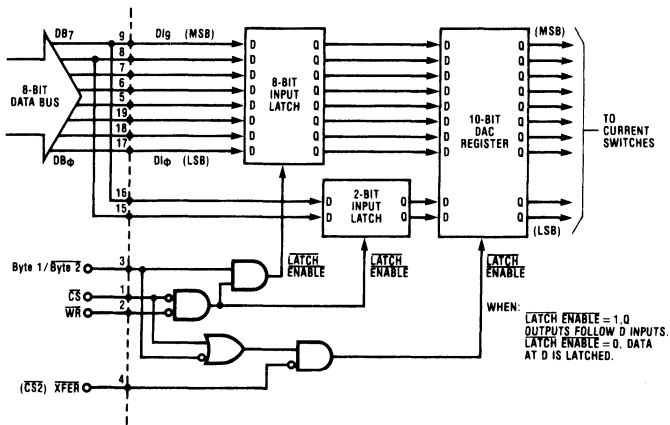 DB7 9 DI9 (MSB)
8
7
6
5
19
18
17
DBΦ DIΦ (LSB)
8-BIT
DATA BUS
D Q
D Q
D Q
D Q
D Q
D Q
D Q
D Q
8-BIT
INPUT
LATCH
D Q (MSB)
D Q
D Q
D Q
D Q
D Q
D Q
D Q
10-BIT
DAC
REGISTER
TO
CURRENT
SWITCHES
16
15
D Q
D Q
2-BIT
INPUT
LATCH
D Q
D Q
(LSB)
LATCH
ENABLE
LATCH
ENABLE
LATCH
ENABLE
Byte 1/Byte 2 3
CS 1
WR 2
(CS2) XFER 4
WHEN:
LATCH ENABLE = 1,Q
OUTPUTS FOLLOW D INPUTS.
LATCH ENABLE = 0, DATA
AT D IS LATCHED.